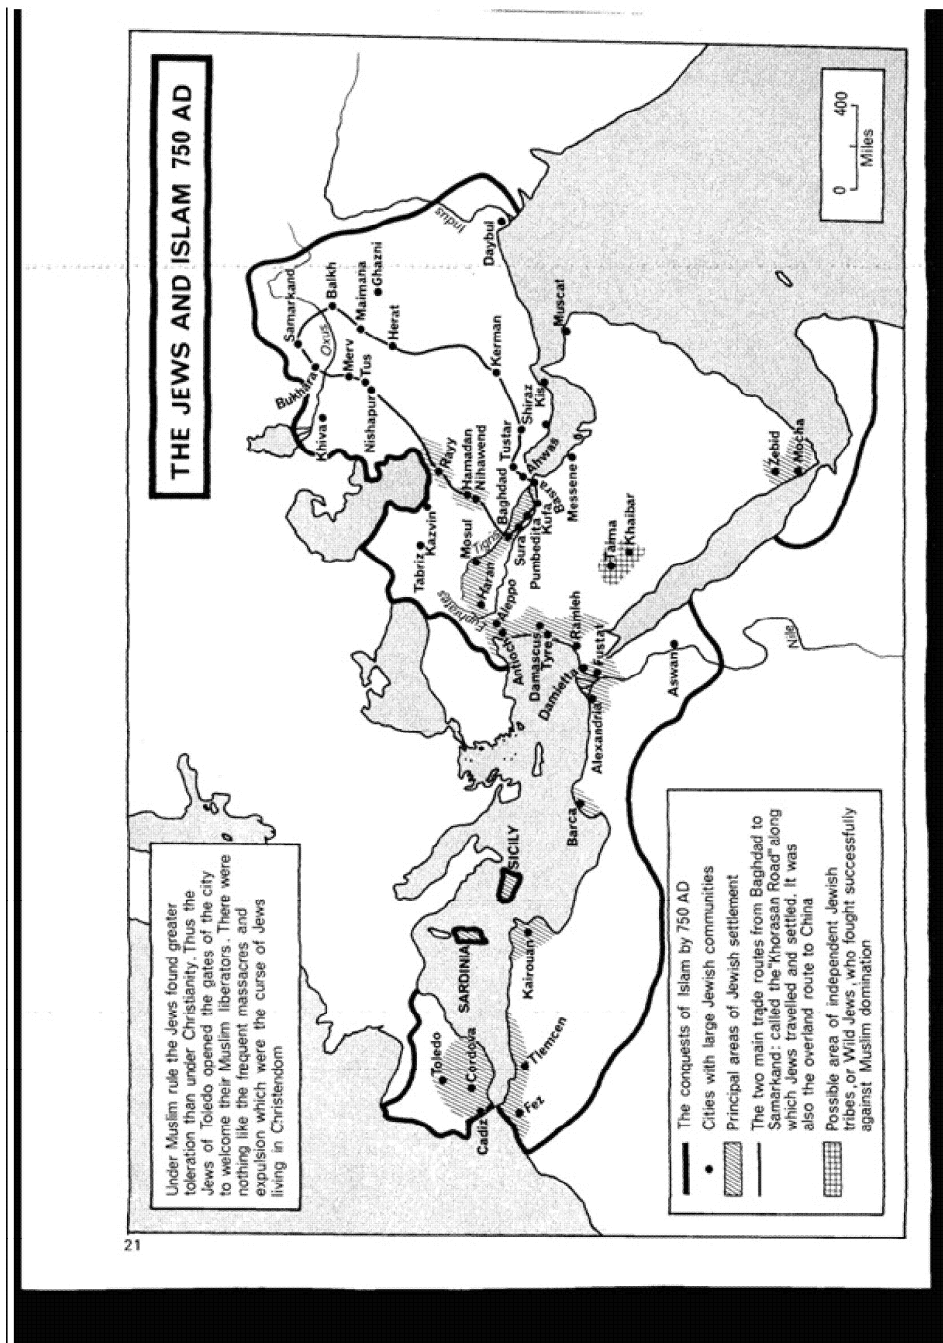 THE JEWS AND ISLAM 750 AD
Under Muslim rule the Jews found greater
toleration than under Christianity. Thus the
Jews of Toledo opened the gates of the city
to welcome their Muslim liberators. There were
nothing like the frequent massacres and
expulsion which were the curse of Jews
living in Christendom
Samarkand
Balkh
Maimana
Ghazni
Bukhara
Oxus
Merv
Tus
Herat
Khiva
Nishapur
Indus
Daybul
Kerman
Muscat
Rayy
Hamadan
Nihawend
Tustar
Shiraz
Kis
Ahwas
Kazvin
Tabriz
Mosul
Tigris
Baghdad
Basra
Kufa
Sura
Pumbedita
Messene
Haran
Euphrates
Aleppo
Antioch
Damascus
Tyre
Ramleh
Damietta
Fustat
Alexandria
Taima
Khaibar
Zebid
Mocha
Aswan
Nile
Barca
SICILY
SARDINIA
Kairouan
Toledo
Cordova
Cadiz
Tlemcen
Fez
0 400
Miles
The conquests of Islam by 750 AD
Cities with large Jewish communities
Principal areas of Jewish settlement
The two main trade routes from Baghdad to
Samarkand: called the "Khorasan Road" along
which Jews travelled and settled. It was
also the overland route to China
Possible area of independent Jewish
tribes, or Wild Jews, who fought successfully
against Muslim domination
21